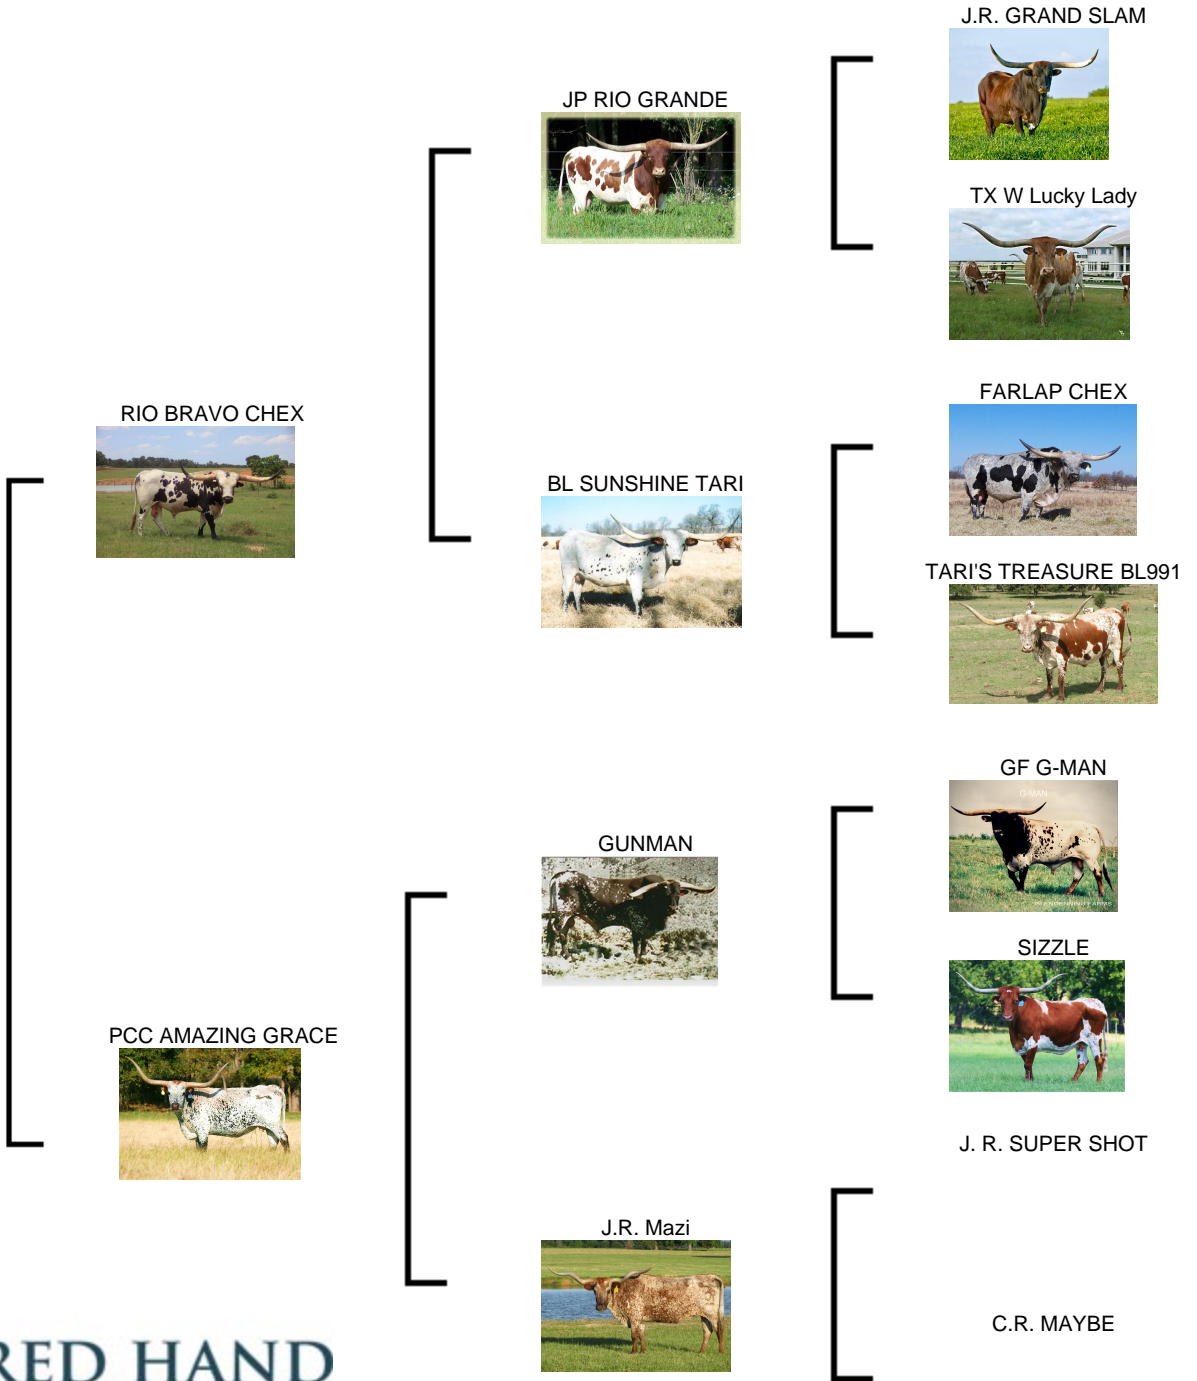 J.R. GRAND SLAM
JP RIO GRANDE
TX W Lucky Lady
FARLAP CHEX
RIO BRAVO CHEX
BL SUNSHINE TARI
TARI'S TREASURE BL991
GF G-MAN
G-MAN
GUNMAN
SIZZLE
PCC AMAZING GRACE
J. R. SUPER SHOT
J.R. Mazi
C.R. MAYBE
RED HAND